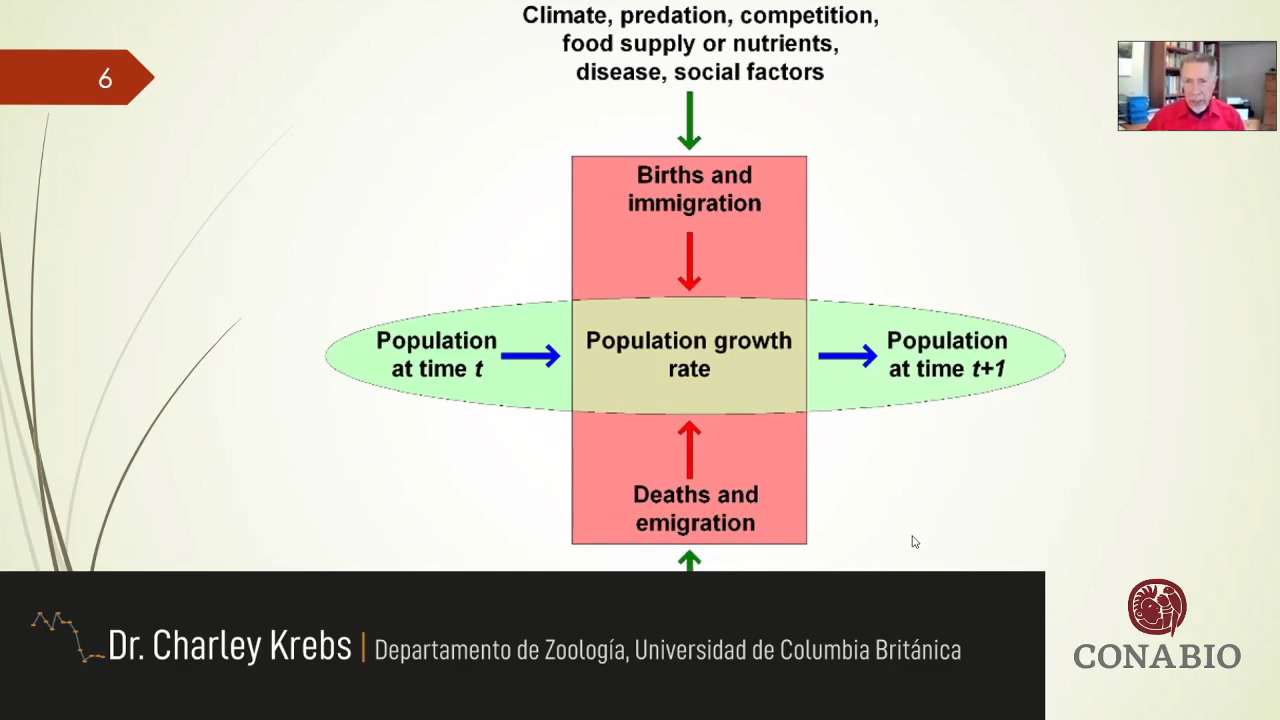 Climate, predation, competition,
food supply or nutrients,
disease, social factors
6
Births and
immigration
Population
at time t
Population growth
rate
Population
at time t+1
Deaths and
emigration
Dr. Charley Krebs | Departamento de Zoología, Universidad de Columbia Británica
CONABIO